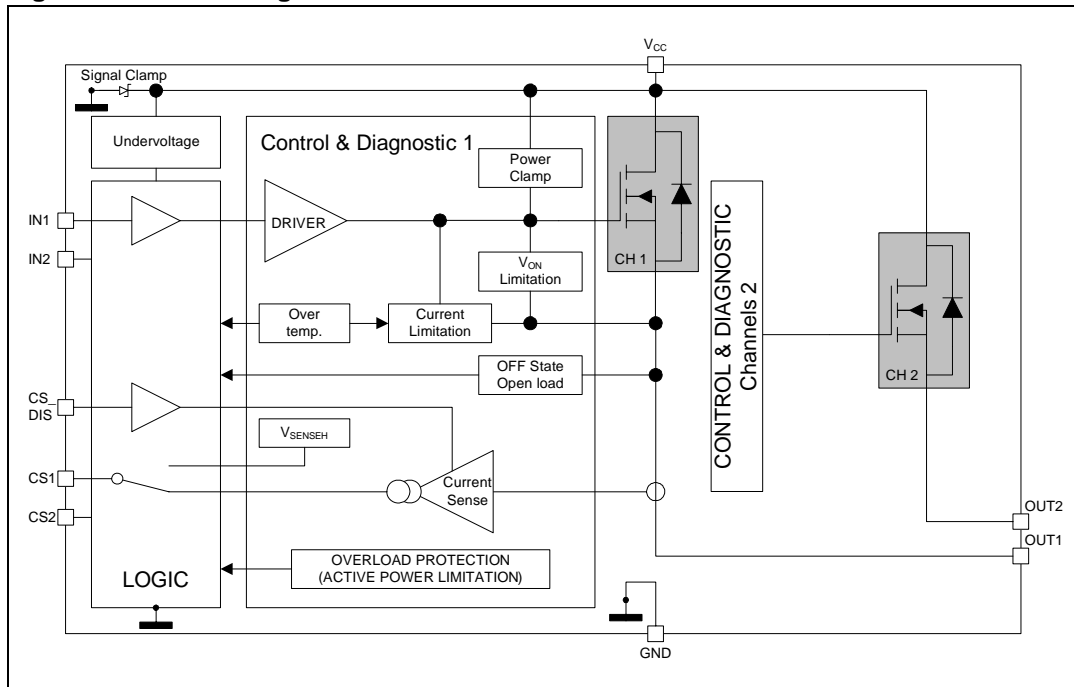 VCC
Signal Clamp
Undervoltage
Control & Diagnostic 1
Power
Clamp
IN1
DRIVER
IN2
CH 1
VON
Limitation
Over
temp.
Current
Limitation
CONTROL & DIAGNOSTIC
Channels 2
OFF State
Open load
CH 2
CS_
DIS
VSENSEH
CS1
Current
Sense
CS2
OUT2
OUT1
OVERLOAD PROTECTION
(ACTIVE POWER LIMITATION)
LOGIC
GND